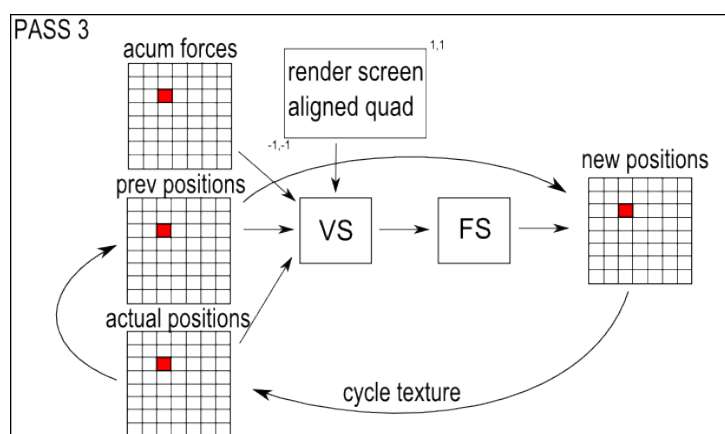 PASS 3
acum forces
1,1
render screen
aligned quad
-1,-1
prev positions
new positions
VS
FS
actual positions
cycle texture